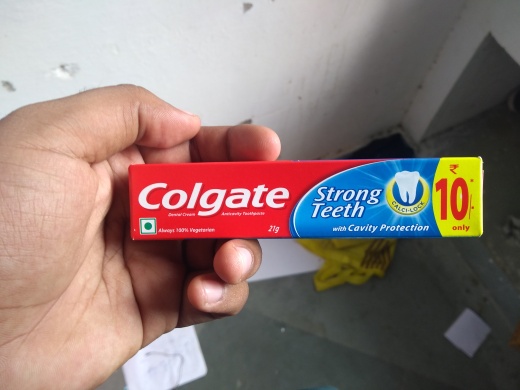 Colgate
Dental Cream Anticavity Toothpaste
Always 100% Vegetarian
21g
Strong
Teeth
with Cavity Protection
CALCI-LOCK
₹
10
only